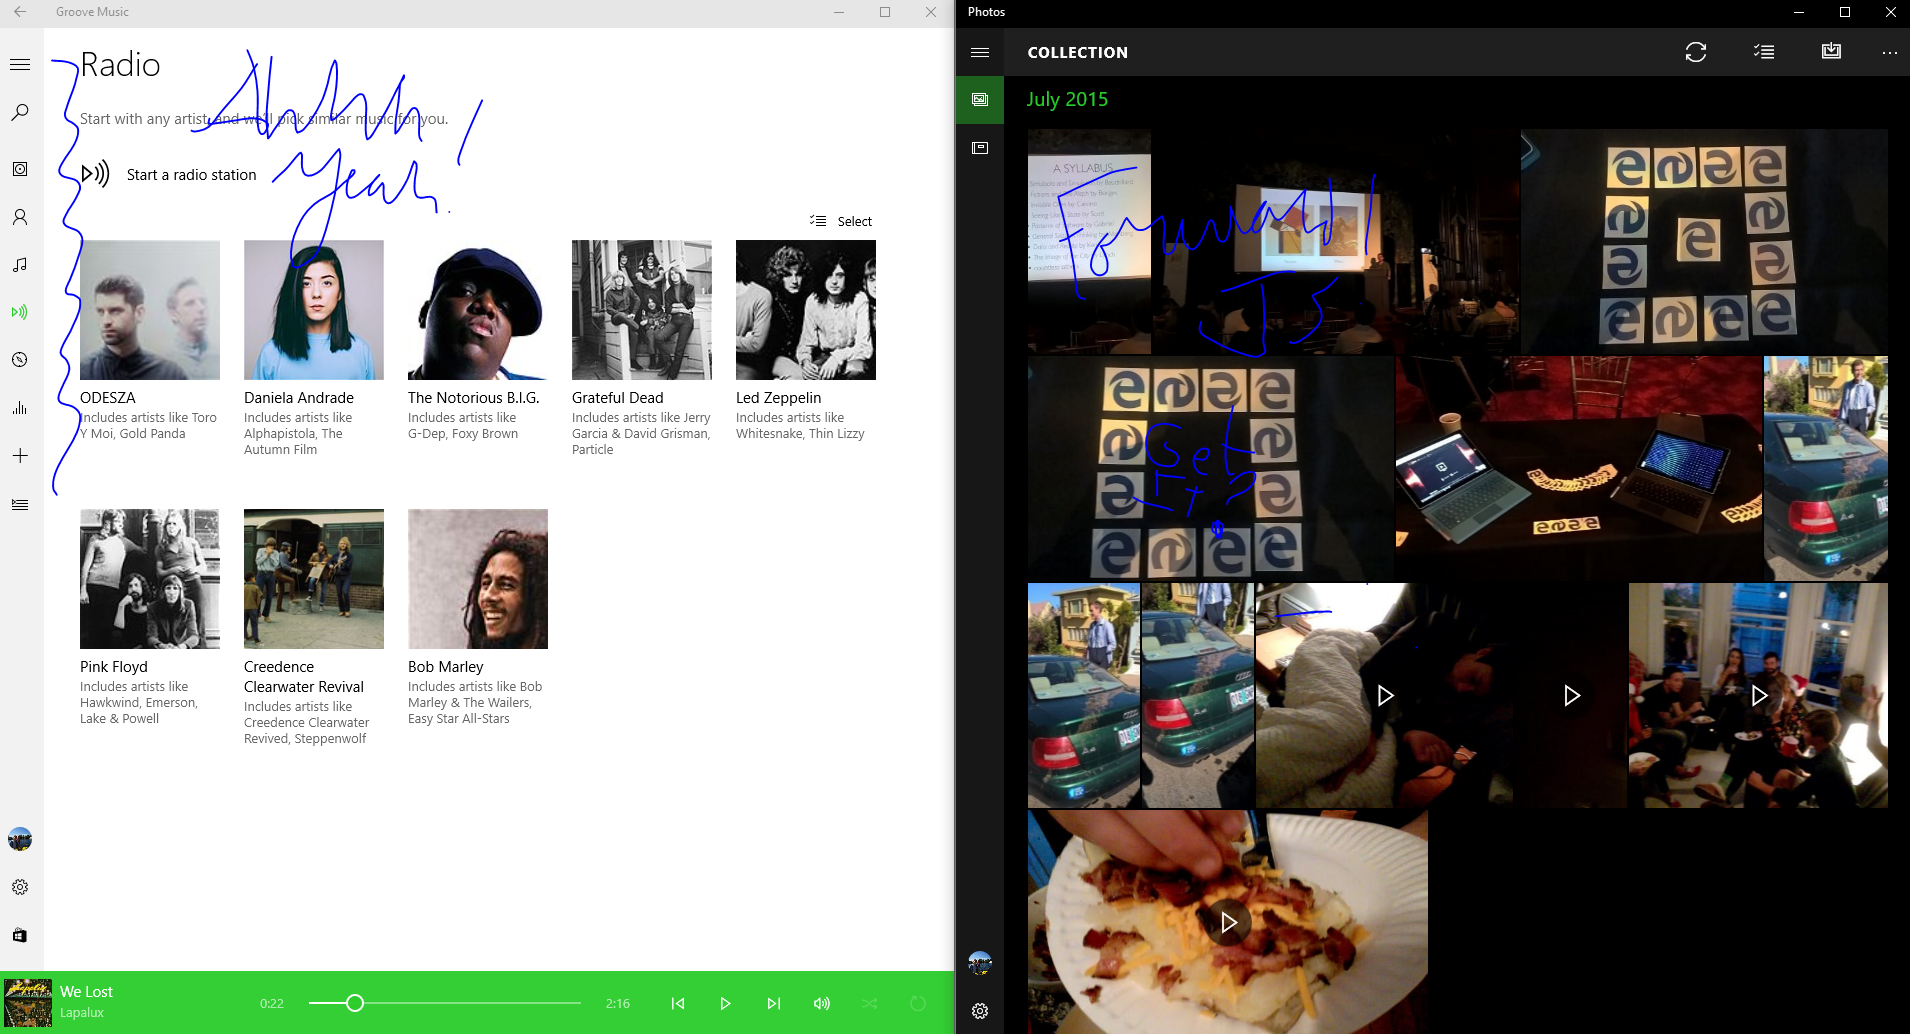 Groove Music
Radio
Start with any artist, and we'll pick similar music for you.
Ahhh
yeah!
Start a radio station
Select
ODESZA
Includes artists like Toro
Y Moi, Gold Panda
Daniela Andrade
Includes artists like
Alphapistola, The
Autumn Film
The Notorious B.I.G.
Includes artists like
G-Dep, Foxy Brown
Grateful Dead
Includes artists like Jerry
Garcia & David Grisman,
Particle
Led Zeppelin
Includes artists like
Whitesnake, Thin Lizzy
Pink Floyd
Includes artists like
Hawkwind, Emerson,
Lake & Powell
Creedence
Clearwater Revival
Includes artists like
Creedence Clearwater
Revived, Steppenwolf
Bob Marley
Includes artists like Bob
Marley & The Wailers,
Easy Star All-Stars
We Lost
Lapalux
0:22
2:16
Photos
COLLECTION
July 2015
A SYLLABUS
Forward!
J5
Get
It?